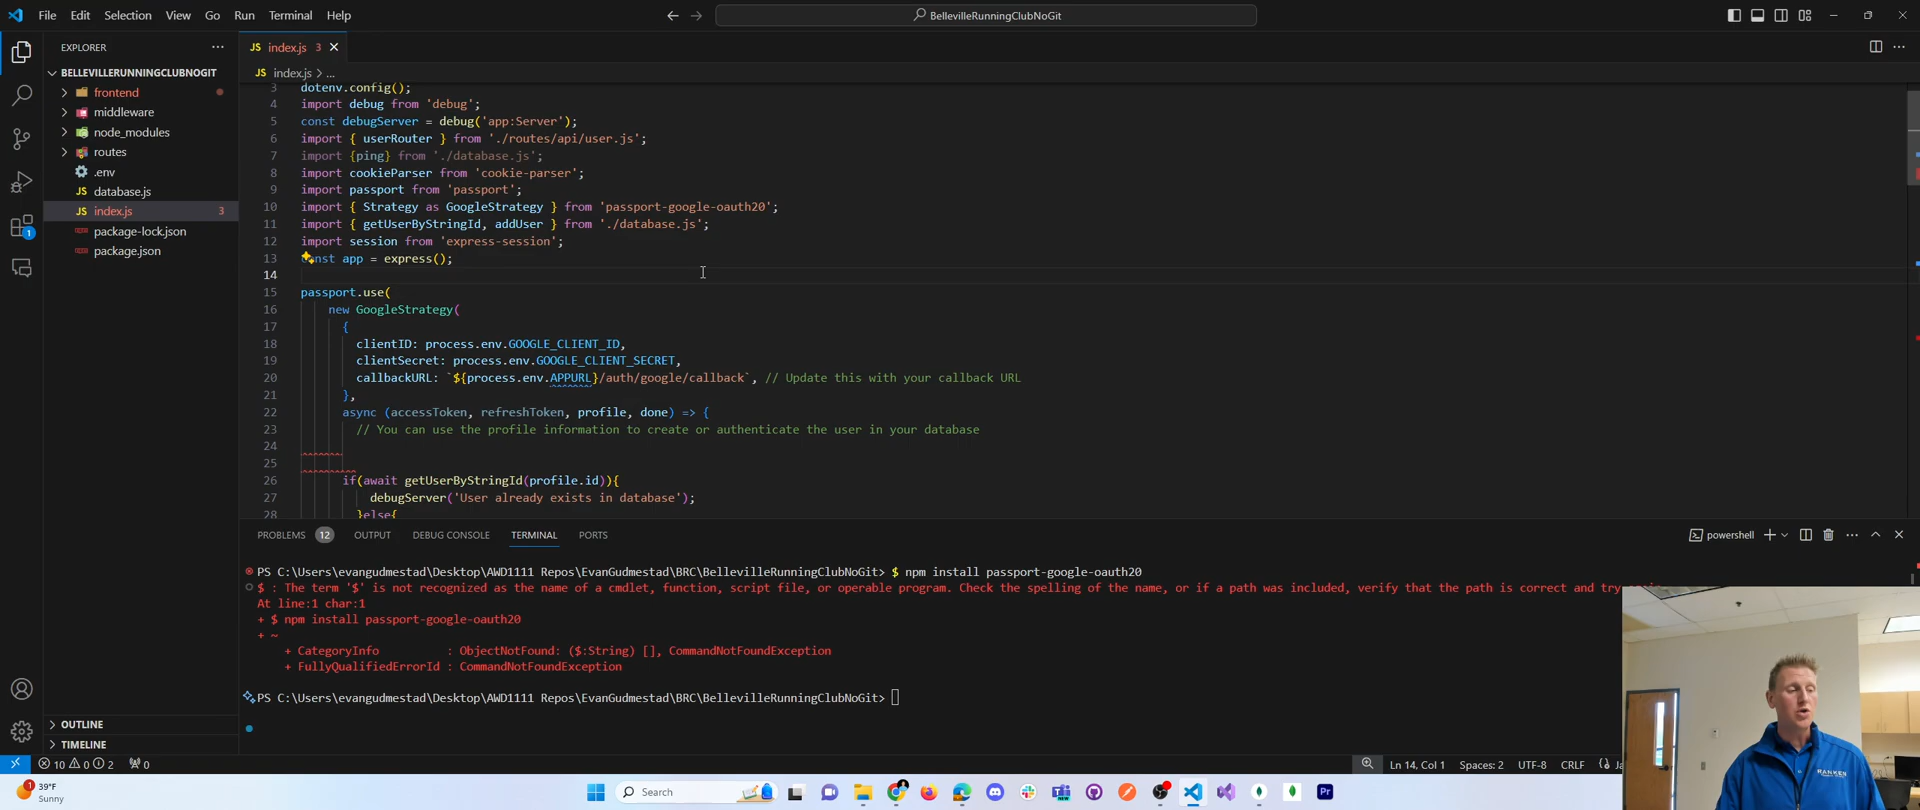 File Edit Selection View Go Run Terminal Help
BellevilleRunningClubNoGit
EXPLORER
BELLEVILLERUNNINGCLUBNOGIT
frontend
middleware
node_modules
routes
.env
JS database.js
JS index.js 3
package-lock.json
package.json
OUTLINE
TIMELINE
1
JS index.js 3
JS index.js > ...
3 dotenv.config();
4 import debug from 'debug';
5 const debugServer = debug('app:Server');
6 import { userRouter } from './routes/api/user.js';
7 import {ping} from './database.js';
8 import cookieParser from 'cookie-parser';
9 import passport from 'passport';
10 import { Strategy as GoogleStrategy } from 'passport-google-oauth20';
11 import { getUserByStringId, addUser } from './database.js';
12 import session from 'express-session';
13 const app = express();
14
15 passport.use(
16 new GoogleStrategy(
17 {
18 clientID: process.env.GOOGLE_CLIENT_ID,
19 clientSecret: process.env.GOOGLE_CLIENT_SECRET,
20 callbackURL: `${process.env.APPURL}/auth/google/callback`, // Update this with your callback URL
21 },
22 async (accessToken, refreshToken, profile, done) => {
23 // You can use the profile information to create or authenticate the user in your database
24
25
26 if(await getUserByStringId(profile.id)){
27 debugServer('User already exists in database');
28 }else{
PROBLEMS 12 OUTPUT DEBUG CONSOLE TERMINAL PORTS
powershell
PS C:\Users\evangudmestad\Desktop\AWD1111 Repos\EvanGudmestad\BRC\BellevilleRunningClubNoGit> $ npm install passport-google-oauth20
$ : The term '$' is not recognized as the name of a cmdlet, function, script file, or operable program. Check the spelling of the name, or if a path was included, verify that the path is correct and try
At line:1 char:1
+ $ npm install passport-google-oauth20
+ ~
+ CategoryInfo : ObjectNotFound: ($:String) [], CommandNotFoundException
+ FullyQualifiedErrorId : CommandNotFoundException
PS C:\Users\evangudmestad\Desktop\AWD1111 Repos\EvanGudmestad\BRC\BellevilleRunningClubNoGit>
RANKEN
10 0 2 0
Ln 14, Col 1 Spaces: 2 UTF-8 CRLF {} Ja
1 39°F
Sunny
Search
Pr